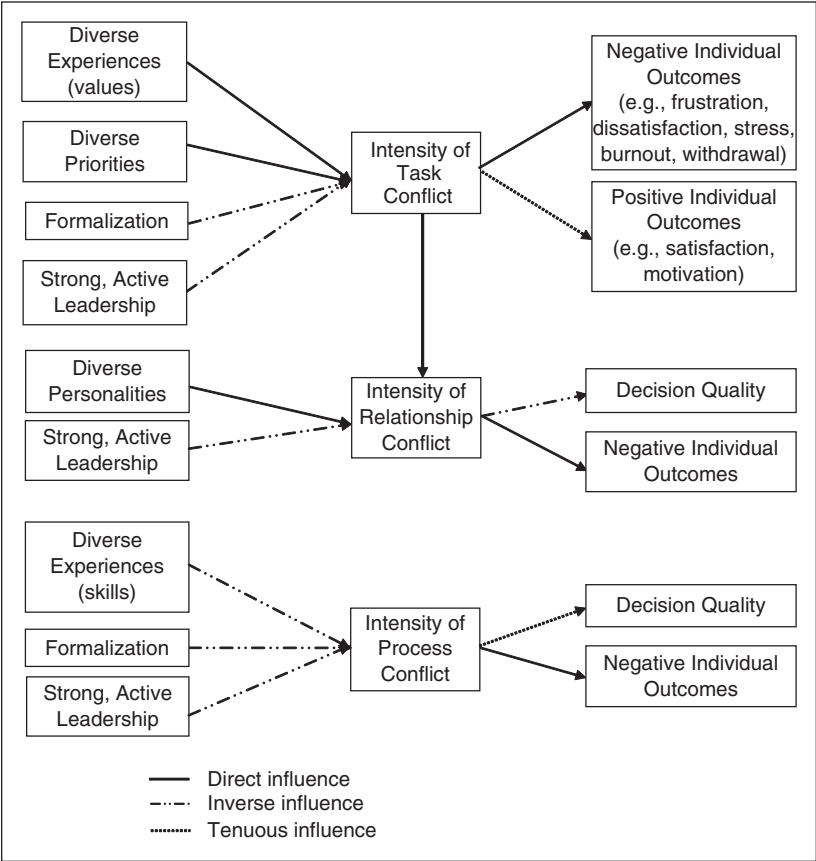 Diverse
Experiences
(values)
Diverse
Priorities
Formalization
Strong, Active
Leadership
Intensity of
Task
Conflict
Negative Individual
Outcomes
(e.g., frustration,
dissatisfaction, stress,
burnout, withdrawal)
Positive Individual
Outcomes
(e.g., satisfaction,
motivation)
Diverse
Personalities
Strong, Active
Leadership
Intensity of
Relationship
Conflict
Decision Quality
Negative Individual
Outcomes
Diverse
Experiences
(skills)
Formalization
Strong, Active
Leadership
Intensity of
Process
Conflict
Decision Quality
Negative Individual
Outcomes
Direct influence
Inverse influence
Tenuous influence